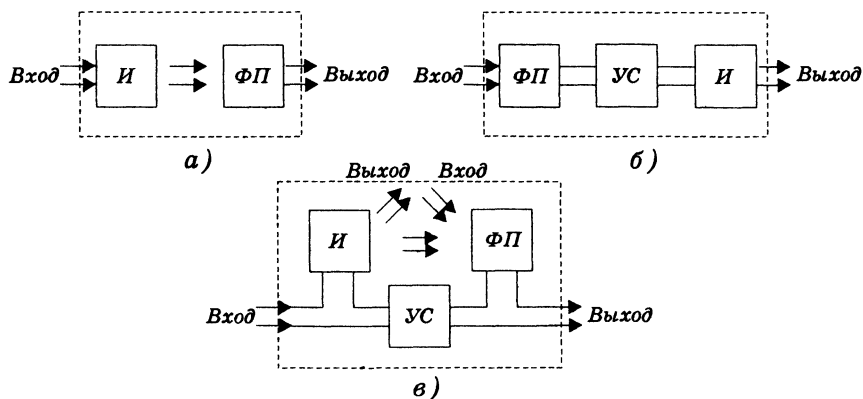 Вход И ФП Выход
а)
Вход ФП УС И Выход
б)
Выход Вход
И ФП
Вход УС Выход
в)